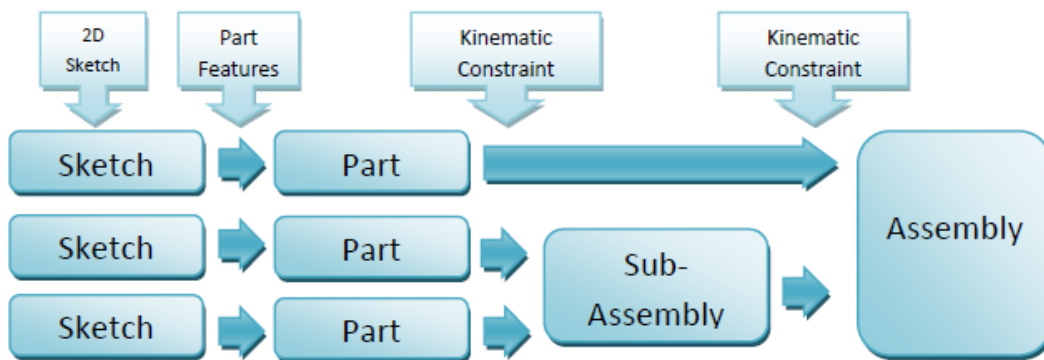 2D
Sketch
Part
Features
Kinematic
Constraint
Kinematic
Constraint
Sketch
Part
Sketch
Part
Sub-
Assembly
Assembly
Sketch
Part